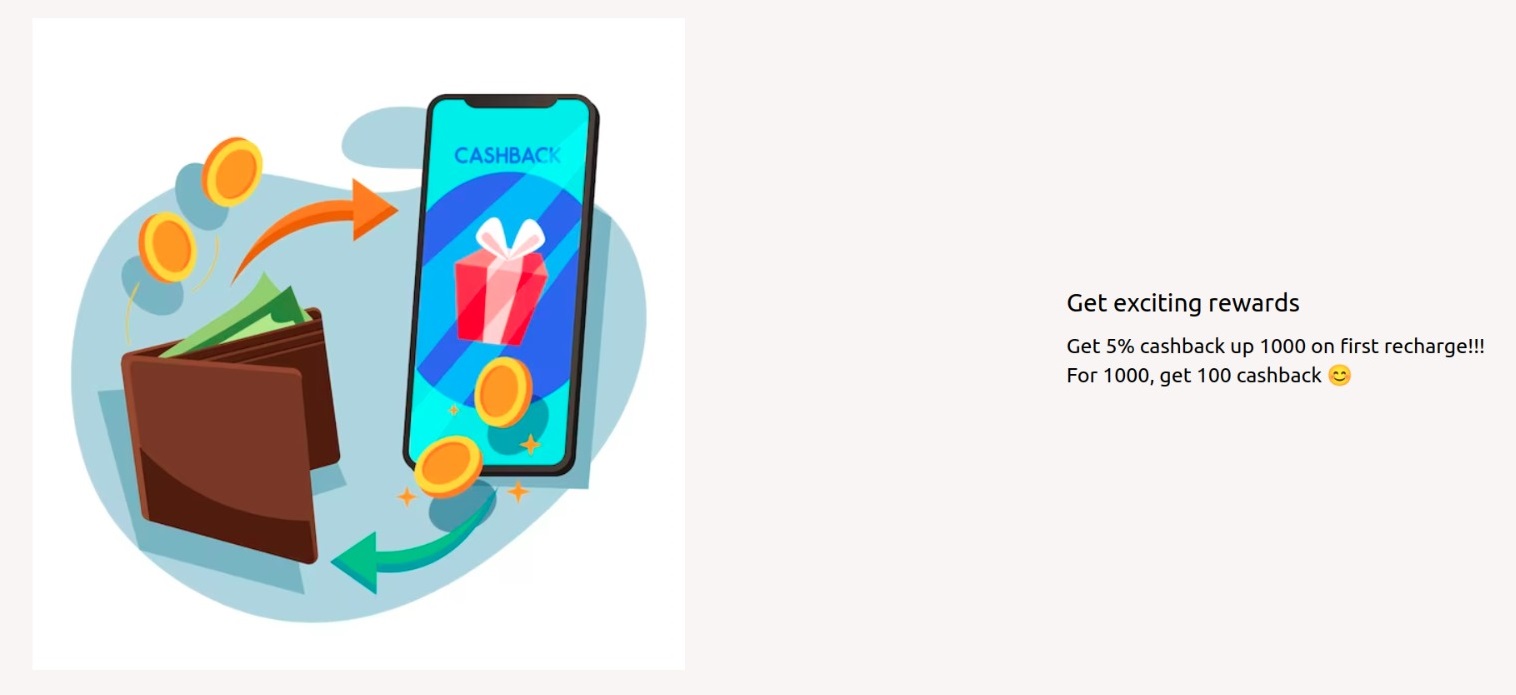 CASHBACK
Get exciting rewards
Get 5% cashback up 1000 on first recharge!!!
For 1000, get 100 cashback 😊